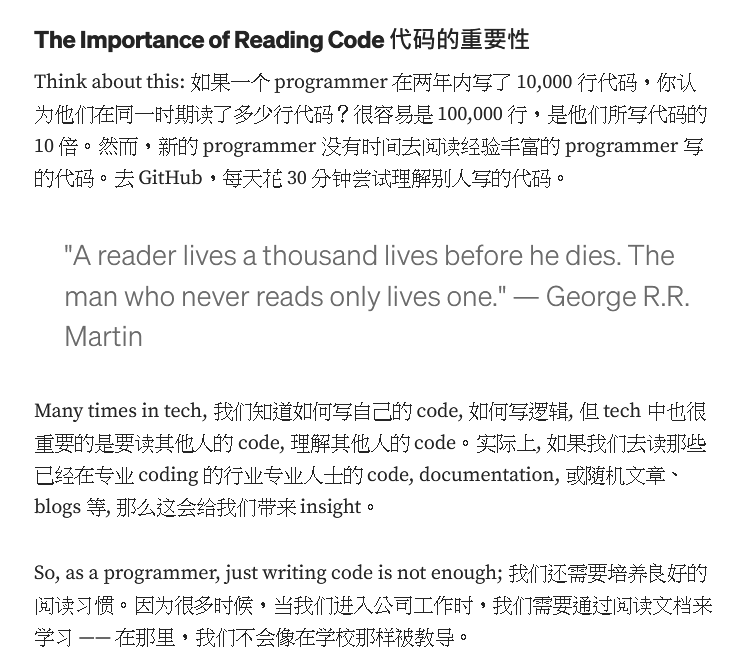 The Importance of Reading Code 代码的重要性
Think about this: 如果一个 programmer 在两年内写了 10,000 行代码，你认
为他们在同一时期读了多少行代码？很容易是 100,000 行，是他们所写代码的
10 倍。然而，新的 programmer 没有时间去阅读经验丰富的 programmer 写
的代码。去 GitHub，每天花 30 分钟尝试理解别人写的代码。
"A reader lives a thousand lives before he dies. The
man who never reads only lives one." — George R.R.
Martin
Many times in tech, 我们知道如何写自己的 code, 如何写逻辑, 但 tech 中也很
重要的是要读其他人的 code, 理解其他人的 code。实际上, 如果我们去读那些
已经在专业 coding 的行业专业人士的 code, documentation, 或随机文章、
blogs 等, 那么这会给我们带来 insight。
So, as a programmer, just writing code is not enough; 我们还需要培养良好的
阅读习惯。因为很多时候，当我们进入公司工作时，我们需要通过阅读文档来
学习 —— 在那里，我们不会像在学校那样被教导。